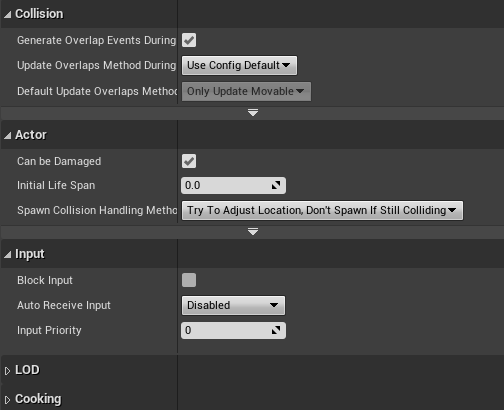 Collision
Generate Overlap Events During
Update Overlaps Method During Use Config Default
Default Update Overlaps Metho Only Update Movable
Actor
Can be Damaged
Initial Life Span 0.0
Spawn Collision Handling Metho Try To Adjust Location, Don't Spawn If Still Colliding
Input
Block Input
Auto Receive Input Disabled
Input Priority 0
LOD
Cooking